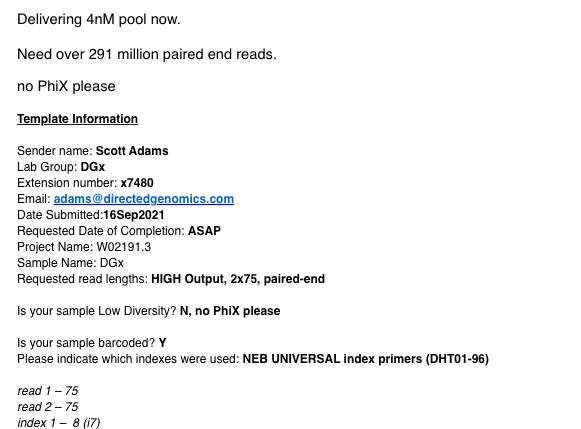 Delivering 4nM pool now.
Need over 291 million paired end reads.
no PhiX please
Template Information
Sender name: Scott Adams
Lab Group: DGx
Extension number: x7480
Email: adams@directedgenomics.com
Date Submitted:16Sep2021
Requested Date of Completion: ASAP
Project Name: W02191.3
Sample Name: DGx
Requested read lengths: HIGH Output, 2x75, paired-end
Is your sample Low Diversity? N, no PhiX please
Is your sample barcoded? Y
Please indicate which indexes were used: NEB UNIVERSAL index primers (DHT01-96)
read 1 – 75
read 2 – 75
index 1 – 8 (i7)